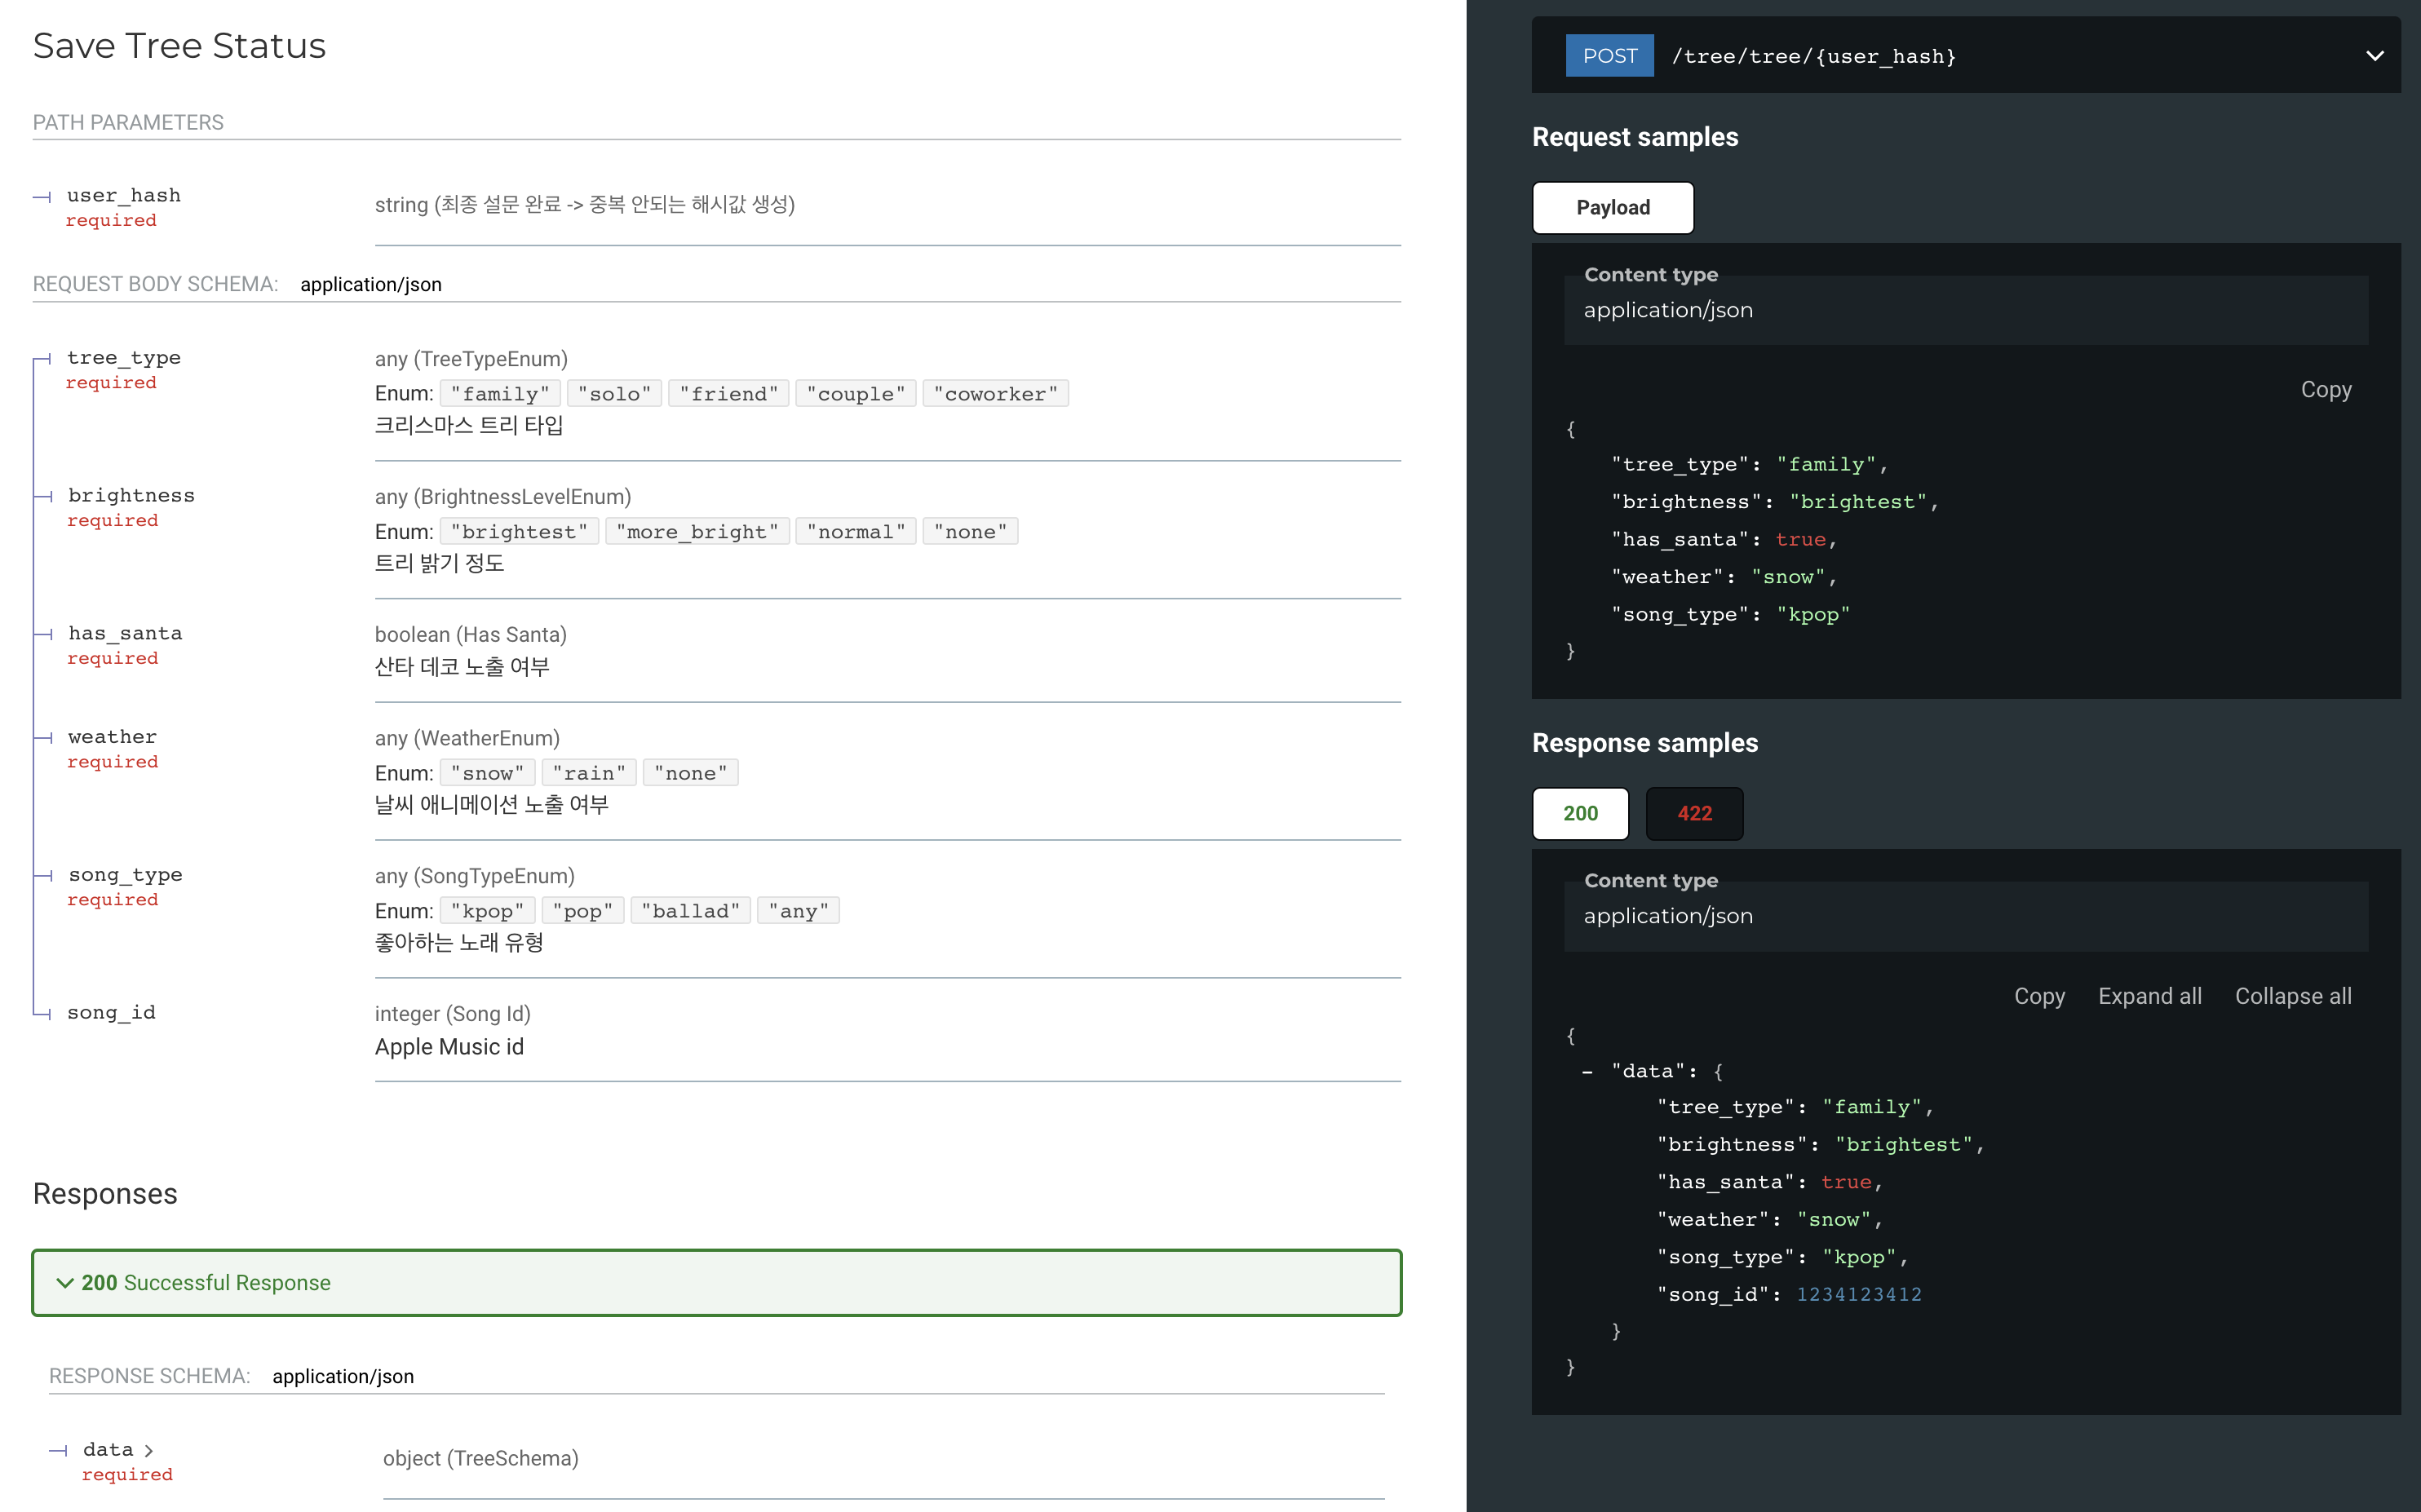 Save Tree Status
PATH PARAMETERS
user_hash
required
string (최종 설문 완료 -> 중복 안되는 해시값 생성)
REQUEST BODY SCHEMA: application/json
tree_type
required
any (TreeTypeEnum)
Enum: "family" "solo" "friend" "couple" "coworker"
크리스마스 트리 타입
brightness
required
any (BrightnessLevelEnum)
Enum: "brightest" "more_bright" "normal" "none"
트리 밝기 정도
has_santa
required
boolean (Has Santa)
산타 데코 노출 여부
weather
required
any (WeatherEnum)
Enum: "snow" "rain" "none"
날씨 애니메이션 노출 여부
song_type
required
any (SongTypeEnum)
Enum: "kpop" "pop" "ballad" "any"
좋아하는 노래 유형
song_id
integer (Song Id)
Apple Music id
Responses
200 Successful Response
RESPONSE SCHEMA: application/json
data >
required
object (TreeSchema)
POST /tree/tree/{user_hash}
Request samples
Payload
Content type
application/json
Copy
{
"tree_type": "family",
"brightness": "brightest",
"has_santa": true,
"weather": "snow",
"song_type": "kpop"
}
Response samples
200 422
Content type
application/json
Copy Expand all Collapse all
{
- "data": {
"tree_type": "family",
"brightness": "brightest",
"has_santa": true,
"weather": "snow",
"song_type": "kpop",
"song_id": 1234123412
}
}